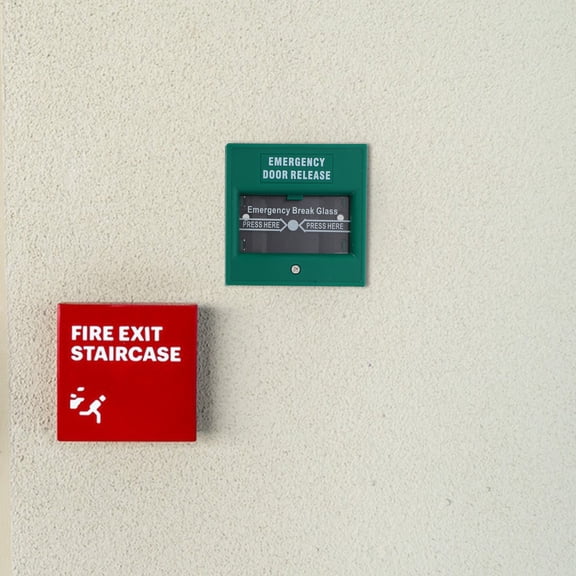 EMERGENCY
DOOR RELEASE
Emergency Break Glass
PRESS HERE PRESS HERE
FIRE EXIT
STAIRCASE